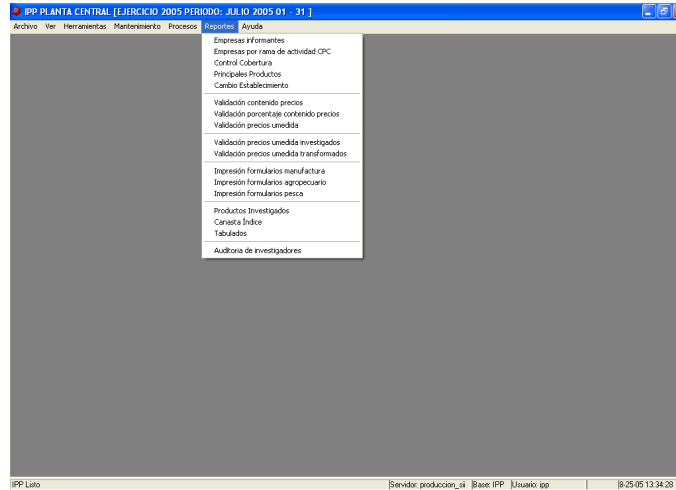 IPP PLANTA CENTRAL [EJERCICIO 2005 PERIODO: JULIO 2005 01 - 31 ]
Archivo Ver Herramientas Mantenimiento Procesos Reportes Ayuda
Empresas informantes
Empresas por rama de actividad CPC
Control Cobertura
Principales Productos
Cambio Establecimiento
Validación contenido precios
Validación porcentaje contenido precios
Validación precios umedida
Validación precios umedida investigados
Validación precios umedida transformados
Impresión formularios manufactura
Impresión formularios agropecuario
Impresión formularios pesca
Productos Investigados
Canasta Índice
Tabulados
Auditoria de investigadores
IPP Listo Servidor: produccion_sii Base: IPP Usuario: ipp 8-25-05 13:34:28